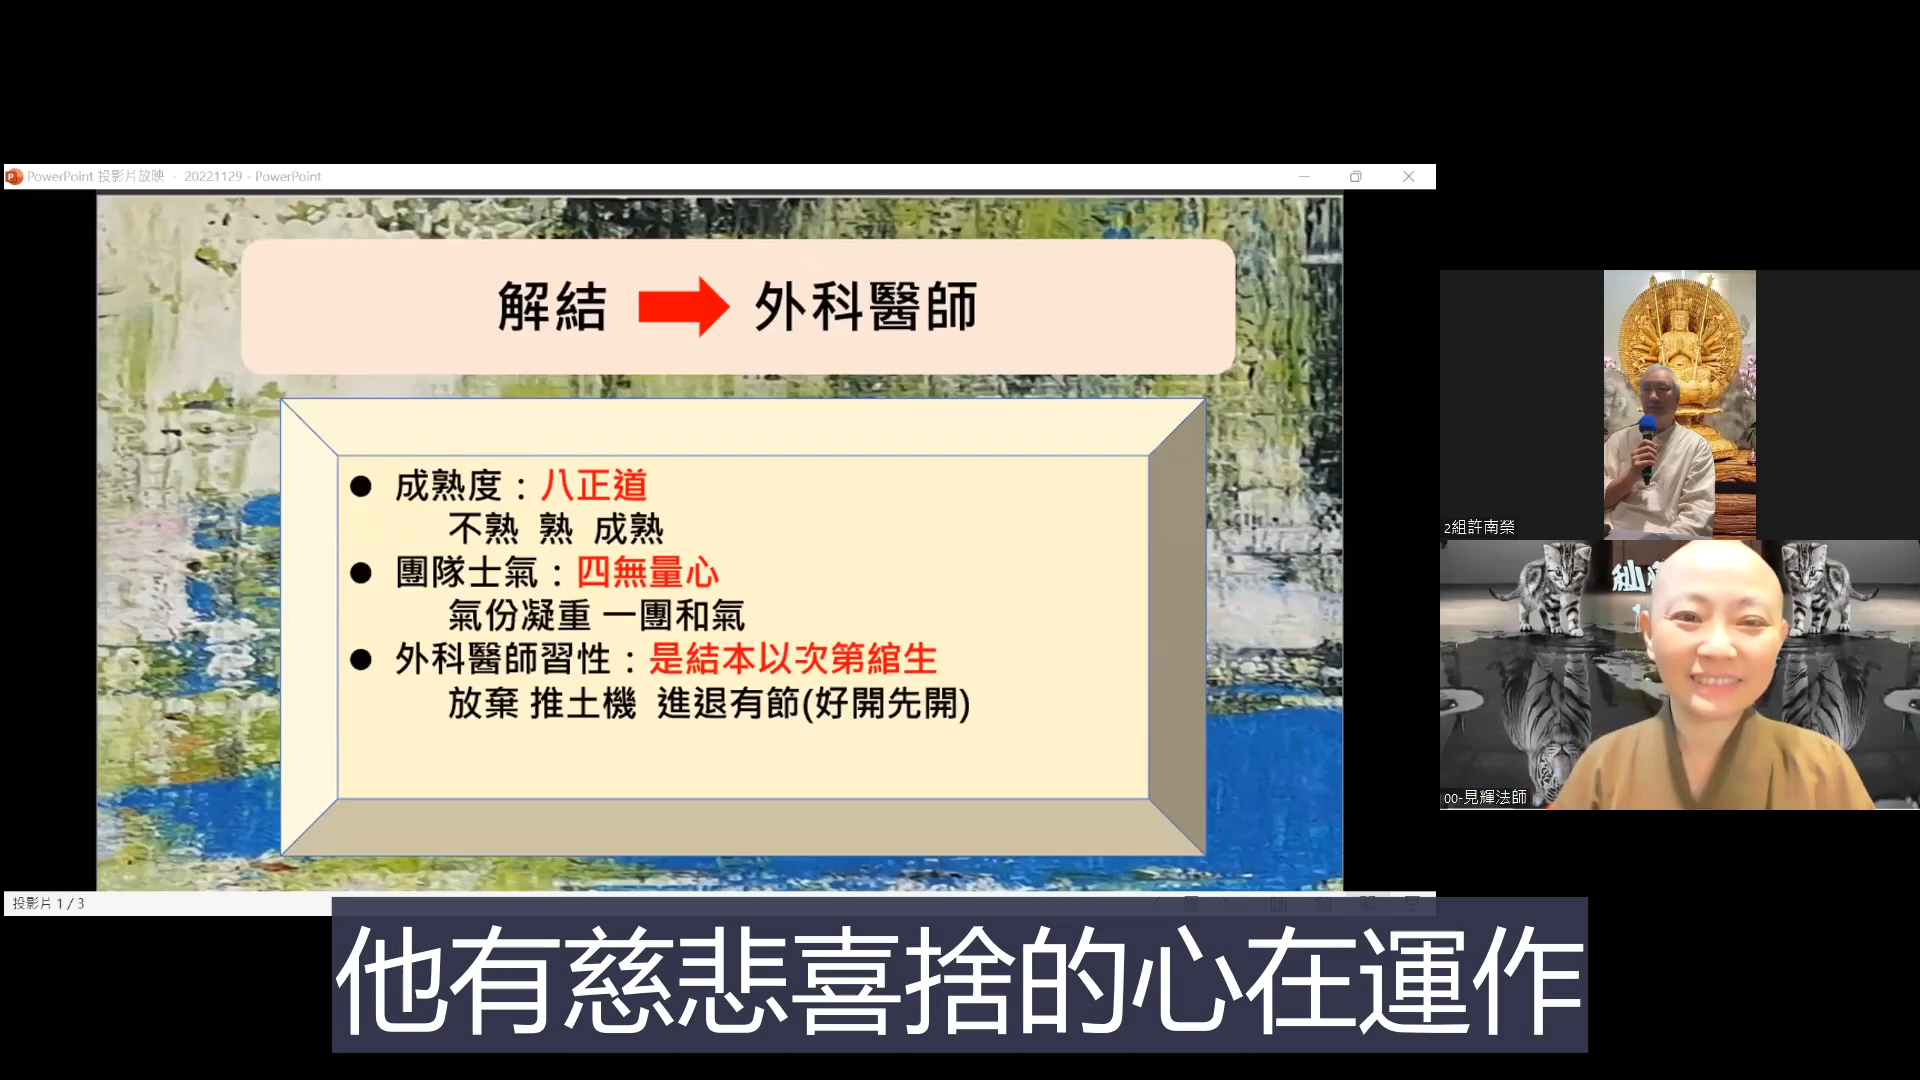 PowerPoint 投影片放映 - 20221129 - PowerPoint
解結 外科醫師
成熟度：八正道
不熟 熟 成熟
團隊士氣：四無量心
氣份凝重 一團和氣
外科醫師習性：是結本以次第綰生
放棄 推土機 進退有節(好開先開)
2組許南榮
00-見輝法師
投影片 1 / 3
他有慈悲喜捨的心在運作